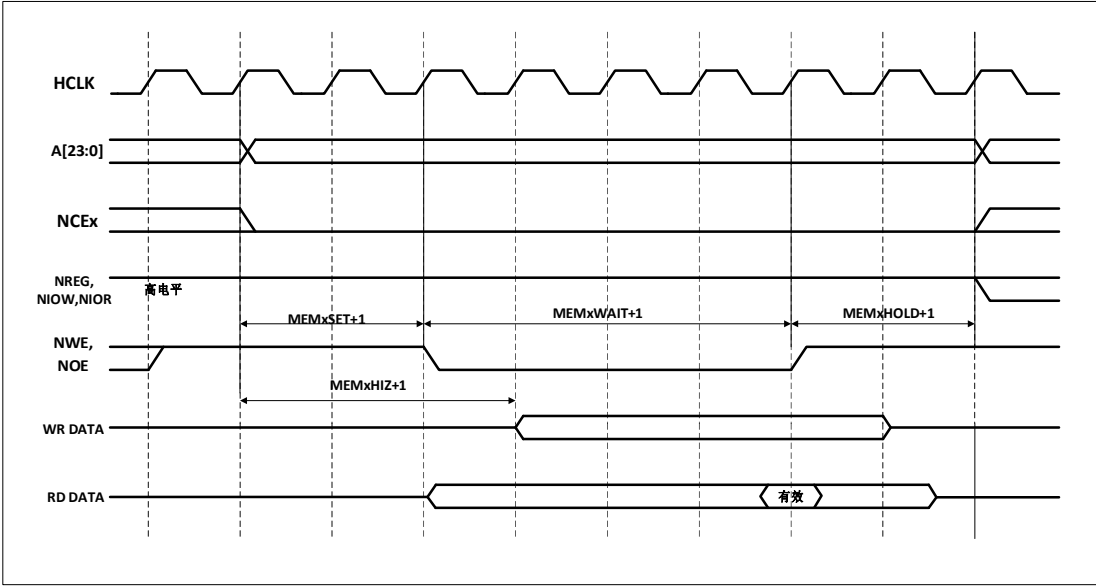 HCLK
A[23:0]
NCEx
NREG,
NIOW,NIOR
高电平
MEMxSET+1
MEMxWAIT+1
MEMxHOLD+1
NWE,
NOE
MEMxHIZ+1
WR DATA
RD DATA
有效